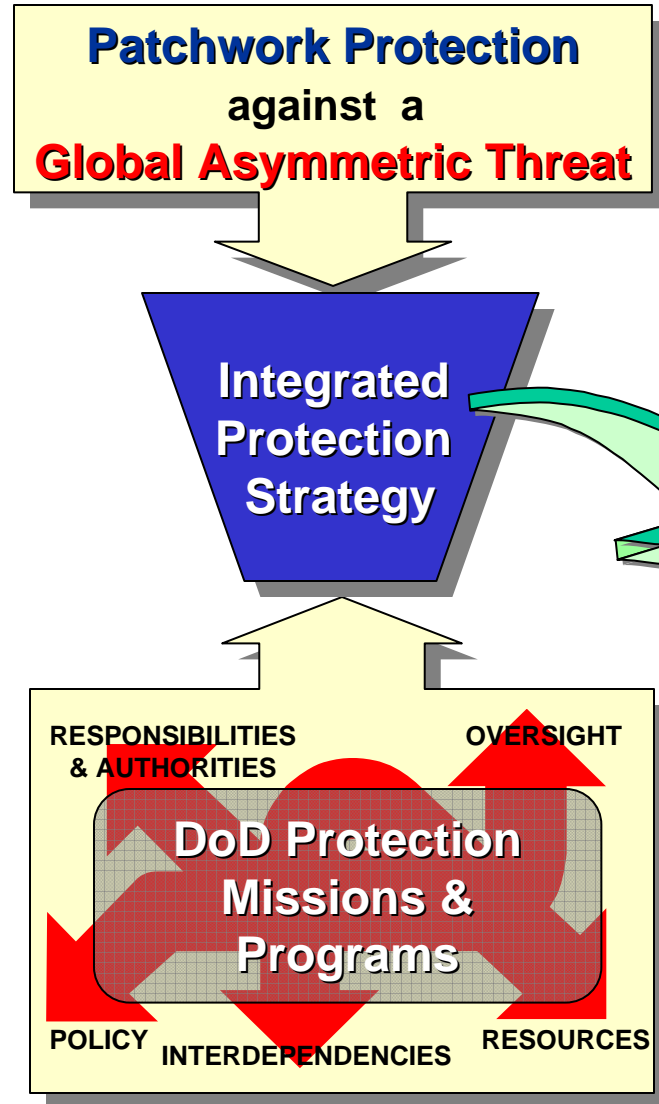 Patchwork Protection
against a
Global Asymmetric Threat
Integrated
Protection
Strategy
RESPONSIBILITIES
& AUTHORITIES
OVERSIGHT
DoD Protection
Missions &
Programs
POLICY
INTERDEPENDENCIES
RESOURCES